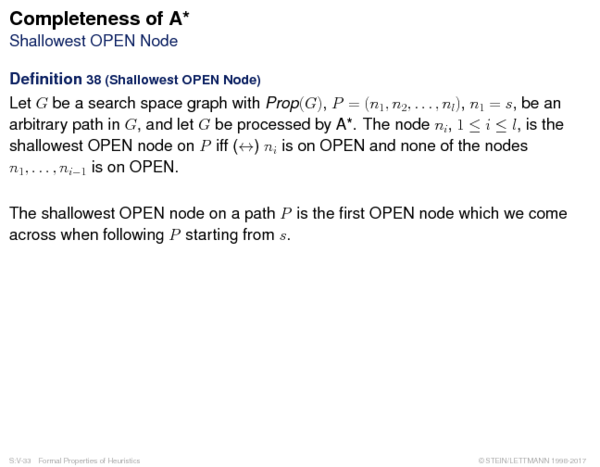 Completeness of A*
Shallowest OPEN Node
Definition 38 (Shallowest OPEN Node)
Let G be a search space graph with Prop(G), P = (n₁, n₂, . . . , nₗ), n₁ = s, be an
arbitrary path in G, and let G be processed by A*. The node nᵢ, 1 ≤ i ≤ l, is the
shallowest OPEN node on P iff (↔) nᵢ is on OPEN and none of the nodes
n₁, . . . , nᵢ₋₁ is on OPEN.
The shallowest OPEN node on a path P is the first OPEN node which we come
across when following P starting from s.
S:V-33 Formal Properties of Heuristics
© STEIN/LETTMANN 1998-2017